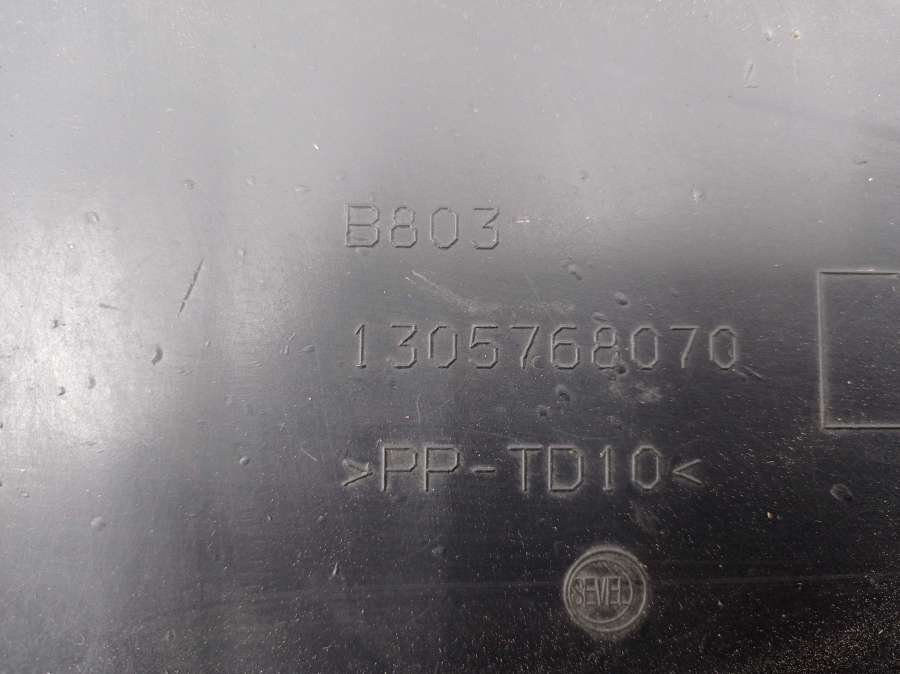 B803
1305768070
>PP-TD10<
SEVEL